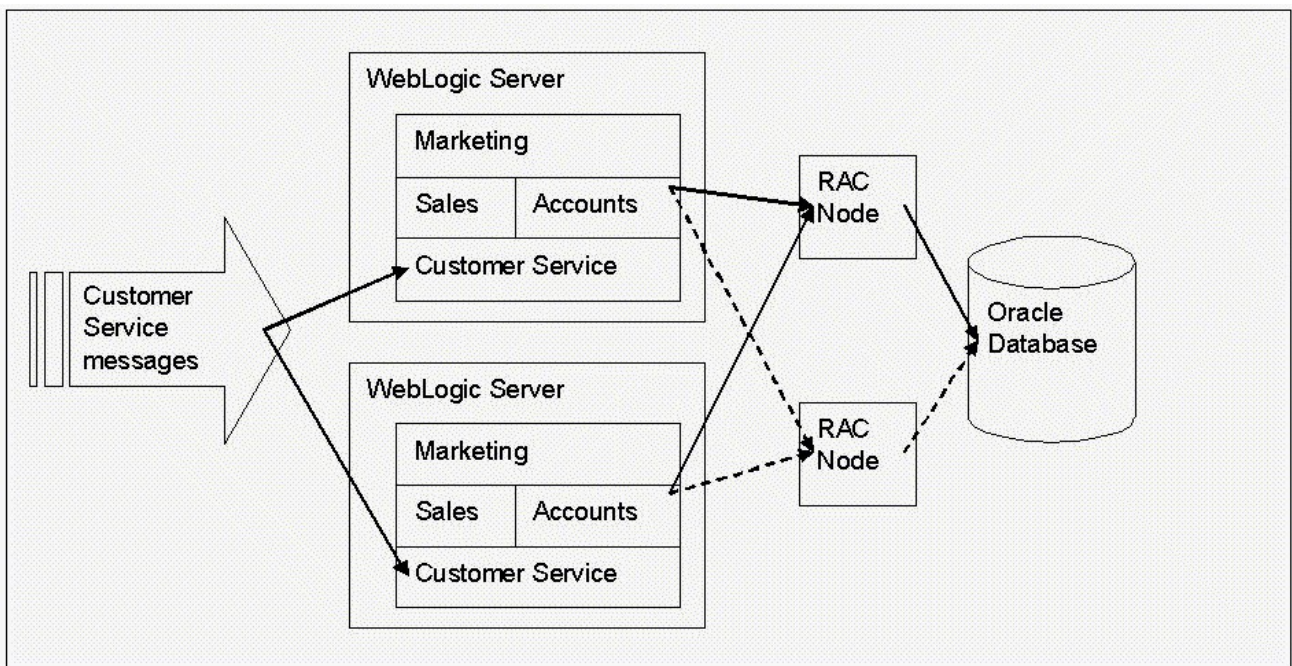 Customer
Service
messages
WebLogic Server
Marketing
Sales
Accounts
Customer Service
WebLogic Server
Marketing
Sales
Accounts
Customer Service
RAC
Node
RAC
Node
Oracle
Database